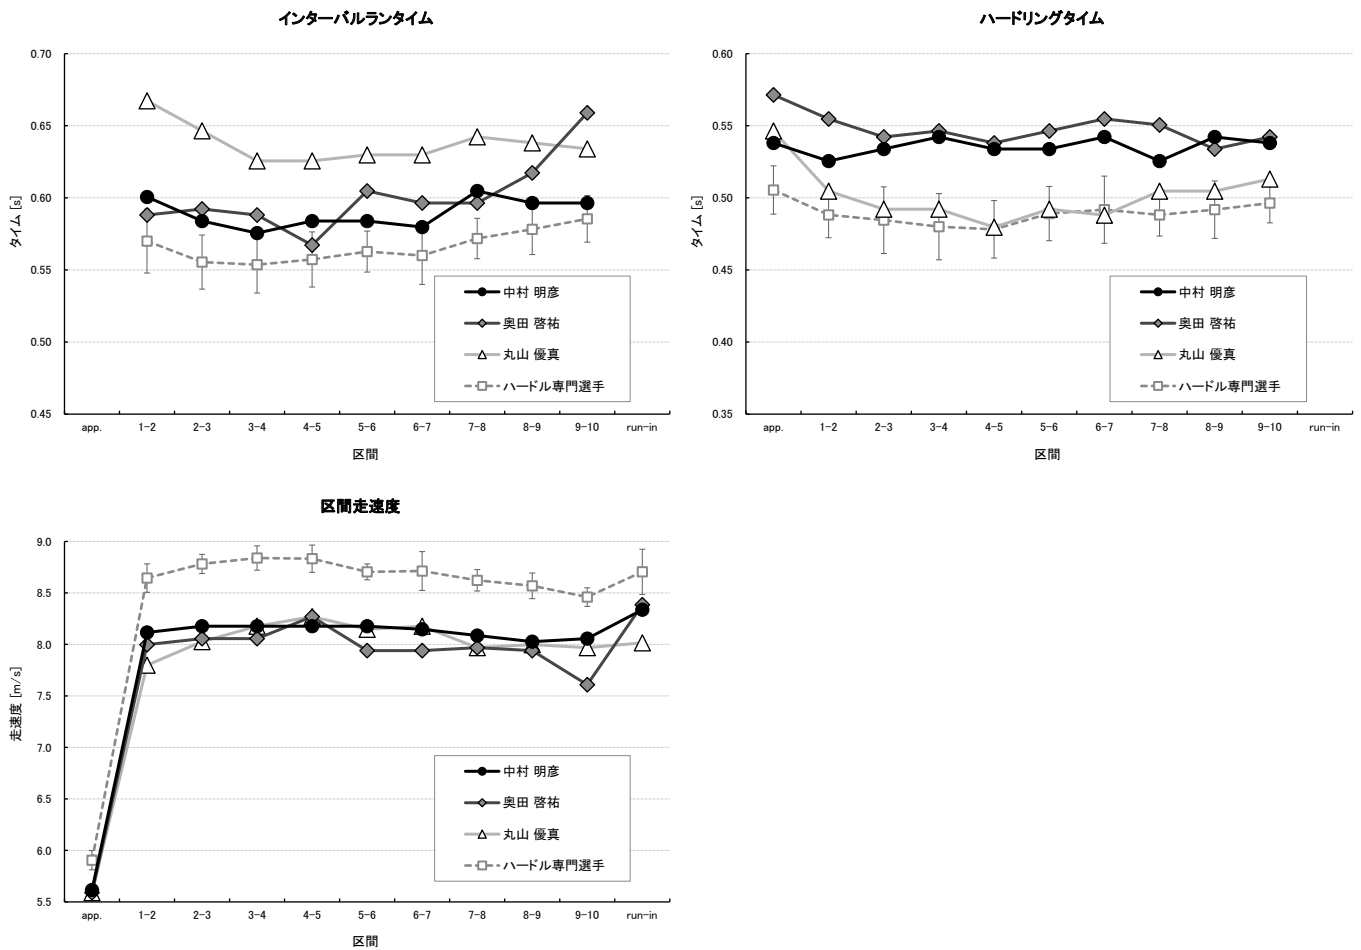 インターバルランタイム
タイム [s]
0.70
0.65
0.60
0.55
0.50
0.45
中村 明彦
奥田 啓祐
丸山 優真
ハードル専門選手
app. 1-2 2-3 3-4 4-5 5-6 6-7 7-8 8-9 9-10 run-in
区間
ハードリングタイム
タイム [s]
0.60
0.55
0.50
0.45
0.40
0.35
中村 明彦
奥田 啓祐
丸山 優真
ハードル専門選手
app. 1-2 2-3 3-4 4-5 5-6 6-7 7-8 8-9 9-10 run-in
区間
区間走速度
走速度 [m/s]
9.0
8.5
8.0
7.5
7.0
6.5
6.0
5.5
中村 明彦
奥田 啓祐
丸山 優真
ハードル専門選手
app. 1-2 2-3 3-4 4-5 5-6 6-7 7-8 8-9 9-10 run-in
区間